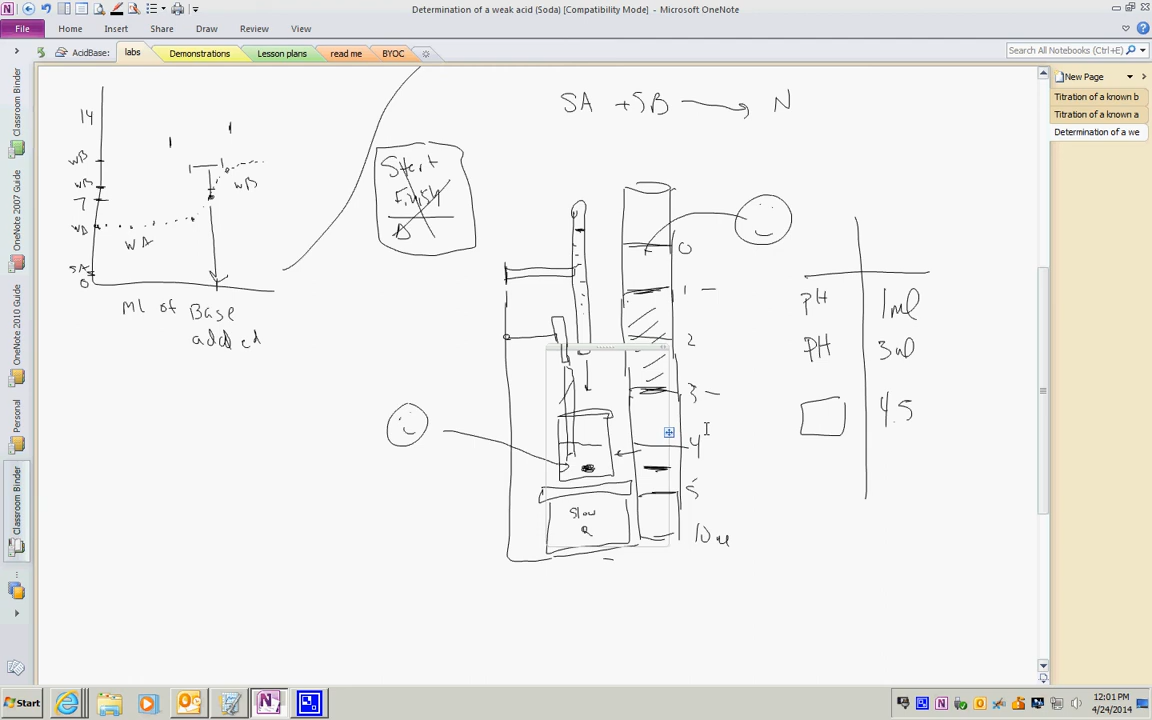 Determination of a weak acid (Soda) [Compatibility Mode] - Microsoft OneNote
File Home Insert Share Draw Review View
AcidBase: labs Demonstrations Lesson plans read me BYOC
Search All Notebooks (Ctrl+E)
New Page
Titration of a known b
Titration of a known a
Determination of a we
Classroom Binder
OneNote 2007 Guide
OneNote 2010 Guide
Personal
Classroom Binder
SA + SB → N
14
WB
WB
7
WA
SA
0
WA
WB
Ml of Base
added
Start
Finish
Δ
0
1
2
3
4
5
10
Slow
PH 1ml
PH 3
4.5
Start
12:01 PM
4/24/2014